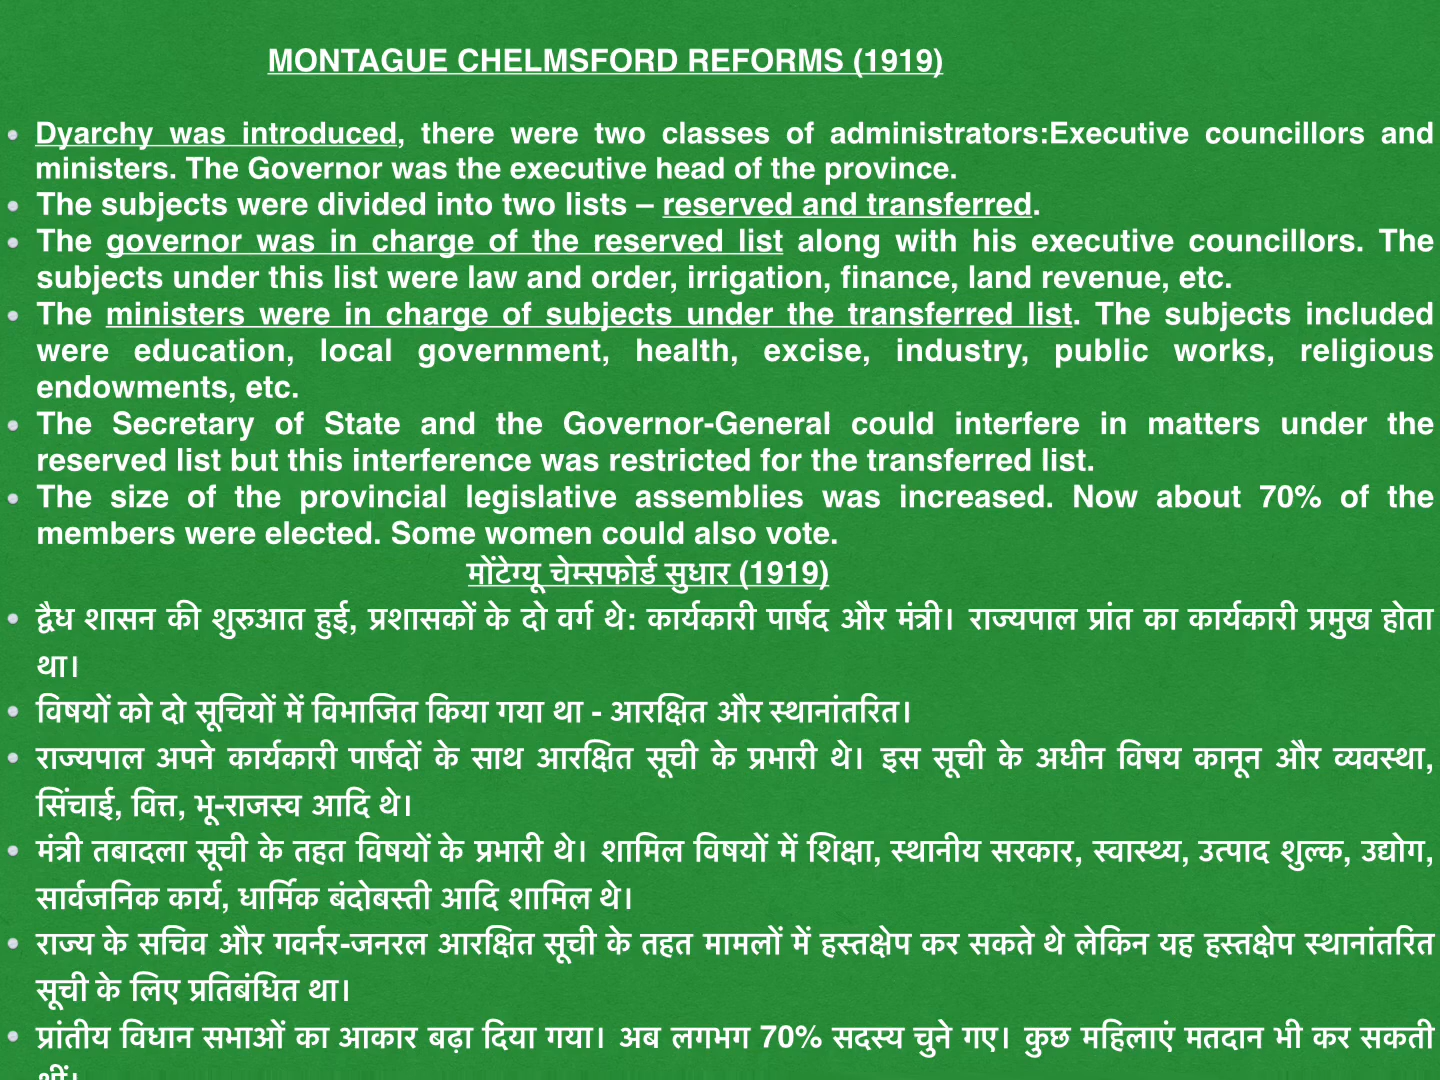 MONTAGUE CHELMSFORD REFORMS (1919)
Dyarchy was introduced, there were two classes of administrators:Executive councillors and
ministers. The Governor was the executive head of the province.
The subjects were divided into two lists – reserved and transferred.
The governor was in charge of the reserved list along with his executive councillors. The
subjects under this list were law and order, irrigation, finance, land revenue, etc.
The ministers were in charge of subjects under the transferred list. The subjects included
were education, local government, health, excise, industry, public works, religious
endowments, etc.
The Secretary of State and the Governor-General could interfere in matters under the
reserved list but this interference was restricted for the transferred list.
The size of the provincial legislative assemblies was increased. Now about 70% of the
members were elected. Some women could also vote.
मोंटेग्यू चेम्सफोर्ड सुधार (1919)
द्वैध शासन की शुरुआत हुई, प्रशासकों के दो वर्ग थे: कार्यकारी पार्षद और मंत्री। राज्यपाल प्रांत का कार्यकारी प्रमुख होता
था।
विषयों को दो सूचियों में विभाजित किया गया था - आरक्षित और स्थानांतरित।
राज्यपाल अपने कार्यकारी पार्षदों के साथ आरक्षित सूची के प्रभारी थे। इस सूची के अधीन विषय कानून और व्यवस्था,
सिंचाई, वित्त, भू-राजस्व आदि थे।
मंत्री तबादला सूची के तहत विषयों के प्रभारी थे। शामिल विषयों में शिक्षा, स्थानीय सरकार, स्वास्थ्य, उत्पाद शुल्क, उद्योग,
सार्वजनिक कार्य, धार्मिक बंदोबस्ती आदि शामिल थे।
राज्य के सचिव और गवर्नर-जनरल आरक्षित सूची के तहत मामलों में हस्तक्षेप कर सकते थे लेकिन यह हस्तक्षेप स्थानांतरित
सूची के लिए प्रतिबंधित था।
प्रांतीय विधान सभाओं का आकार बढ़ा दिया गया। अब लगभग 70% सदस्य चुने गए। कुछ महिलाएं मतदान भी कर सकती
थीं।